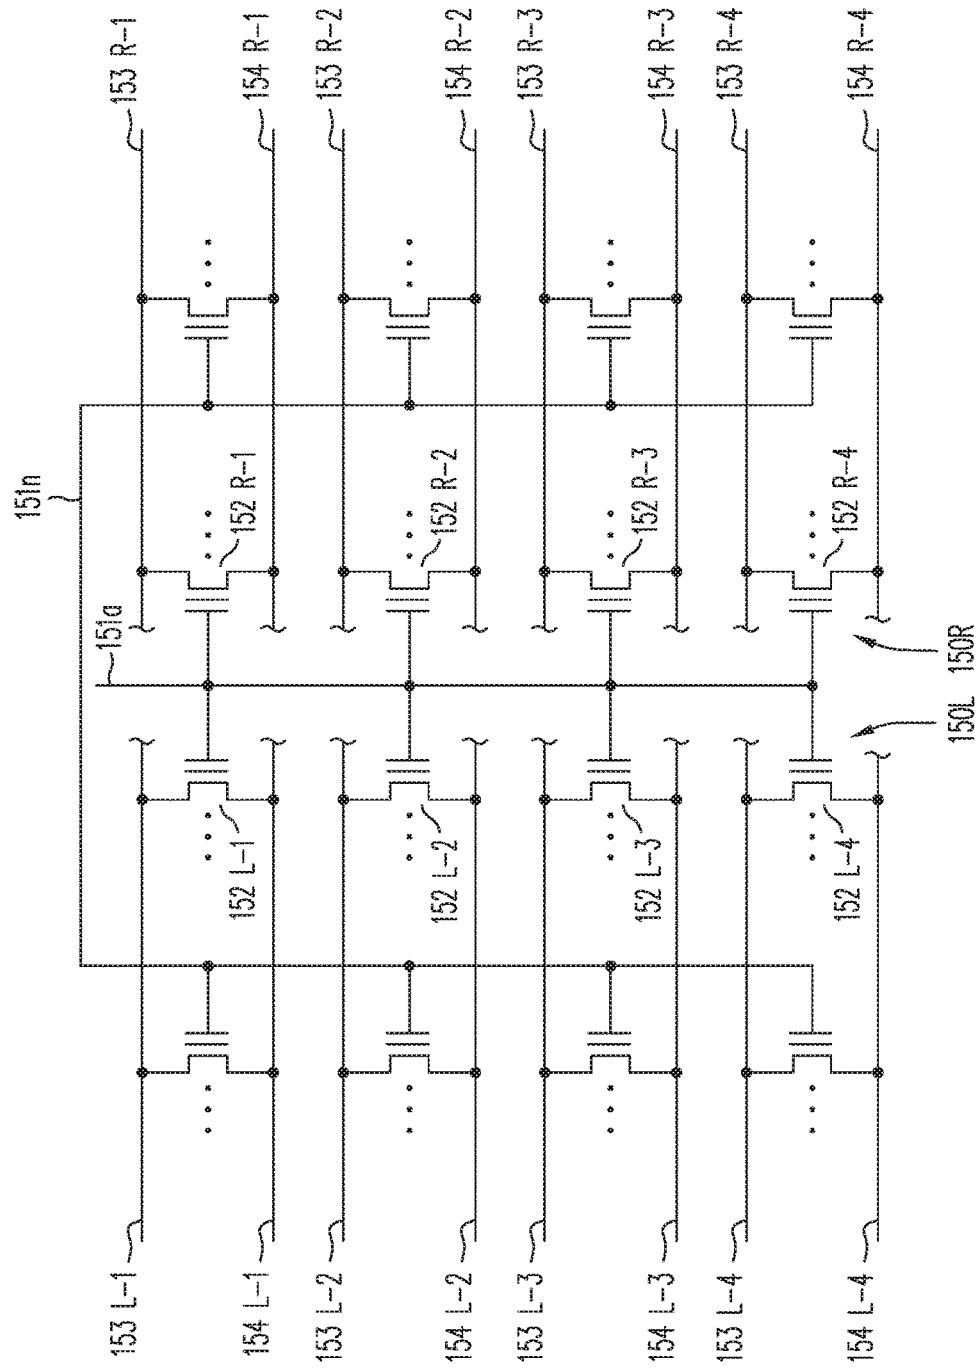 153 L-1
154 L-1
153 L-2
154 L-2
153 L-3
154 L-3
153 L-4
154 L-4
152 L-1
152 L-2
152 L-3
152 L-4
150L
150R
151a
151n
152 R-1
152 R-2
152 R-3
152 R-4
153 R-1
154 R-1
153 R-2
154 R-2
153 R-3
154 R-3
153 R-4
154 R-4